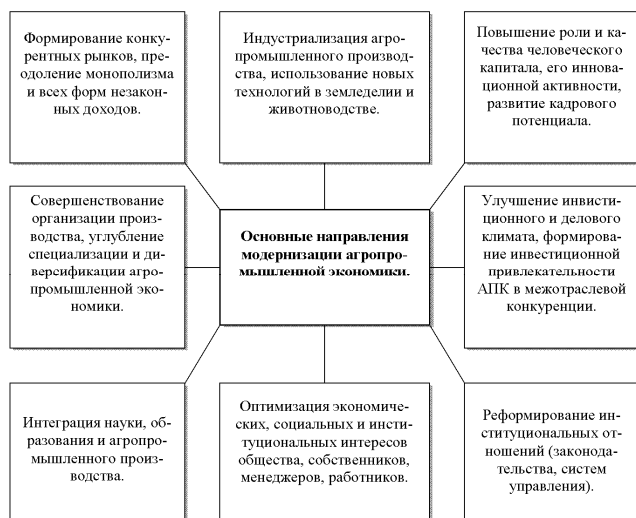 Формирование конку-
рентных рынков, пре-
одоление монополизма
и всех форм незакон-
ных доходов.
Индустриализация агро-
промышленного производ-
ства, использование новых
технологий в земледелии и
животноводстве.
Повышение роли и ка-
чества человеческого
капитала, его иннова-
ционной активности,
развитие кадрового
потенциала.
Совершенствование
организации произ-
водства, углубление
специализации и ди-
версификации агро-
промышленной эко-
номики.
Основные направления
модернизации агропро-
мышленной экономики.
Улучшение инвести-
ционного и делового
климата, формирова-
ние инвестиционной
привлекательности
АПК в межотраслевой
конкуренции.
Интеграция науки, об-
разования и агропро-
мышленного произ-
водства.
Оптимизация экономиче-
ских, социальных и инсти-
туциональных интересов
общества, собственников,
менеджеров, работников.
Реформирование ин-
ституциональных от-
ношений (законода-
тельства, систем
управления).